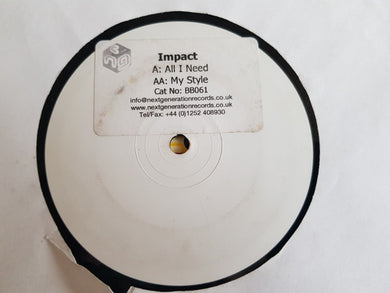 Impact
A: All I Need
AA: My Style
Cat No: BB061
info@nextgenerationrecords.co.uk
www.nextgenerationrecords.co.uk
Tel/Fax: +44 (0)1252 408930